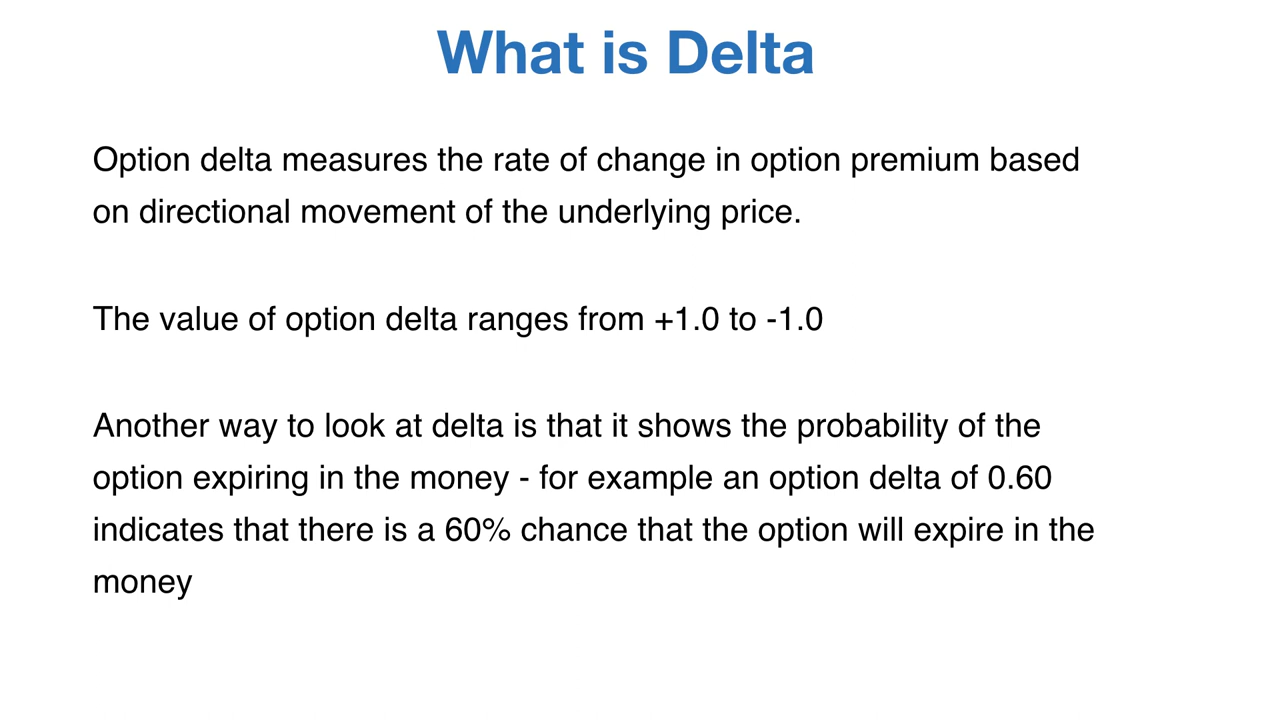 What is Delta
Option delta measures the rate of change in option premium based
on directional movement of the underlying price.
The value of option delta ranges from +1.0 to -1.0
Another way to look at delta is that it shows the probability of the
option expiring in the money - for example an option delta of 0.60
indicates that there is a 60% chance that the option will expire in the
money